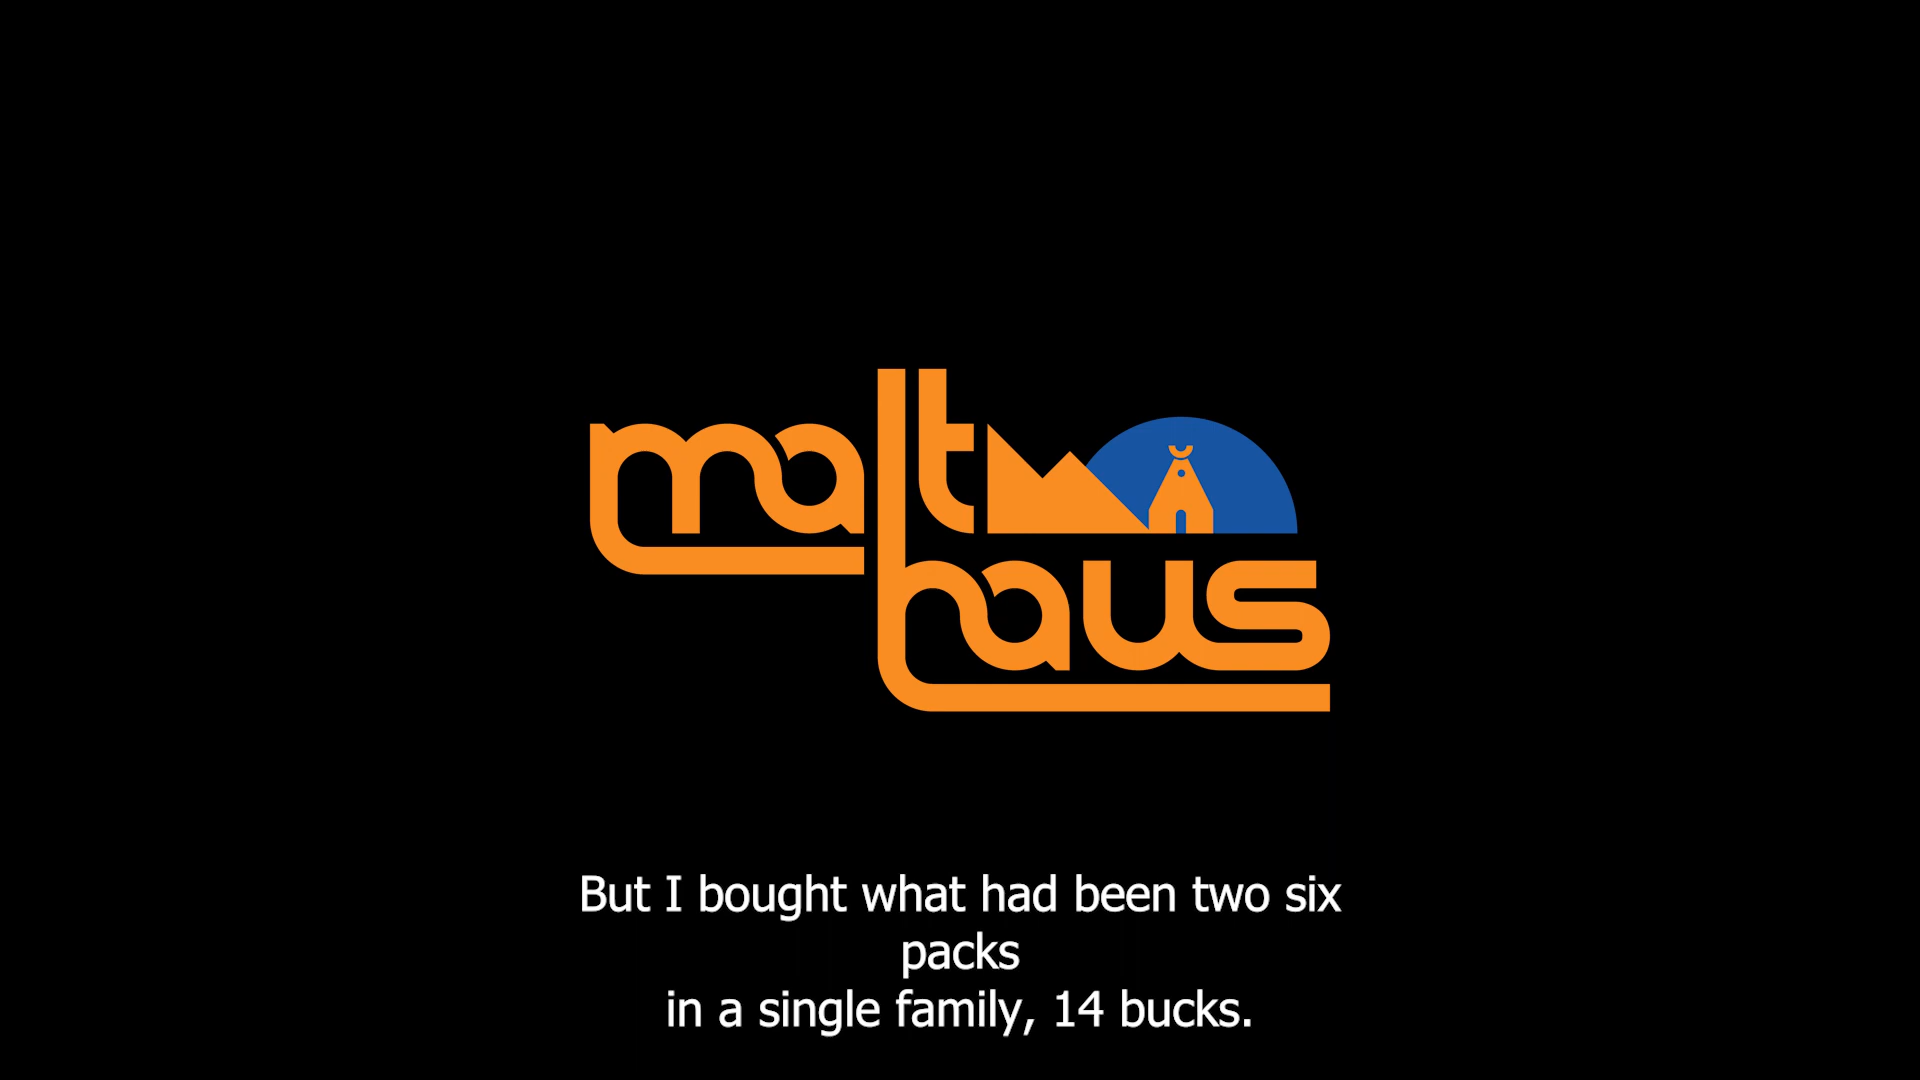 malt
haus
But I bought what had been two six
packs
in a single family, 14 bucks.